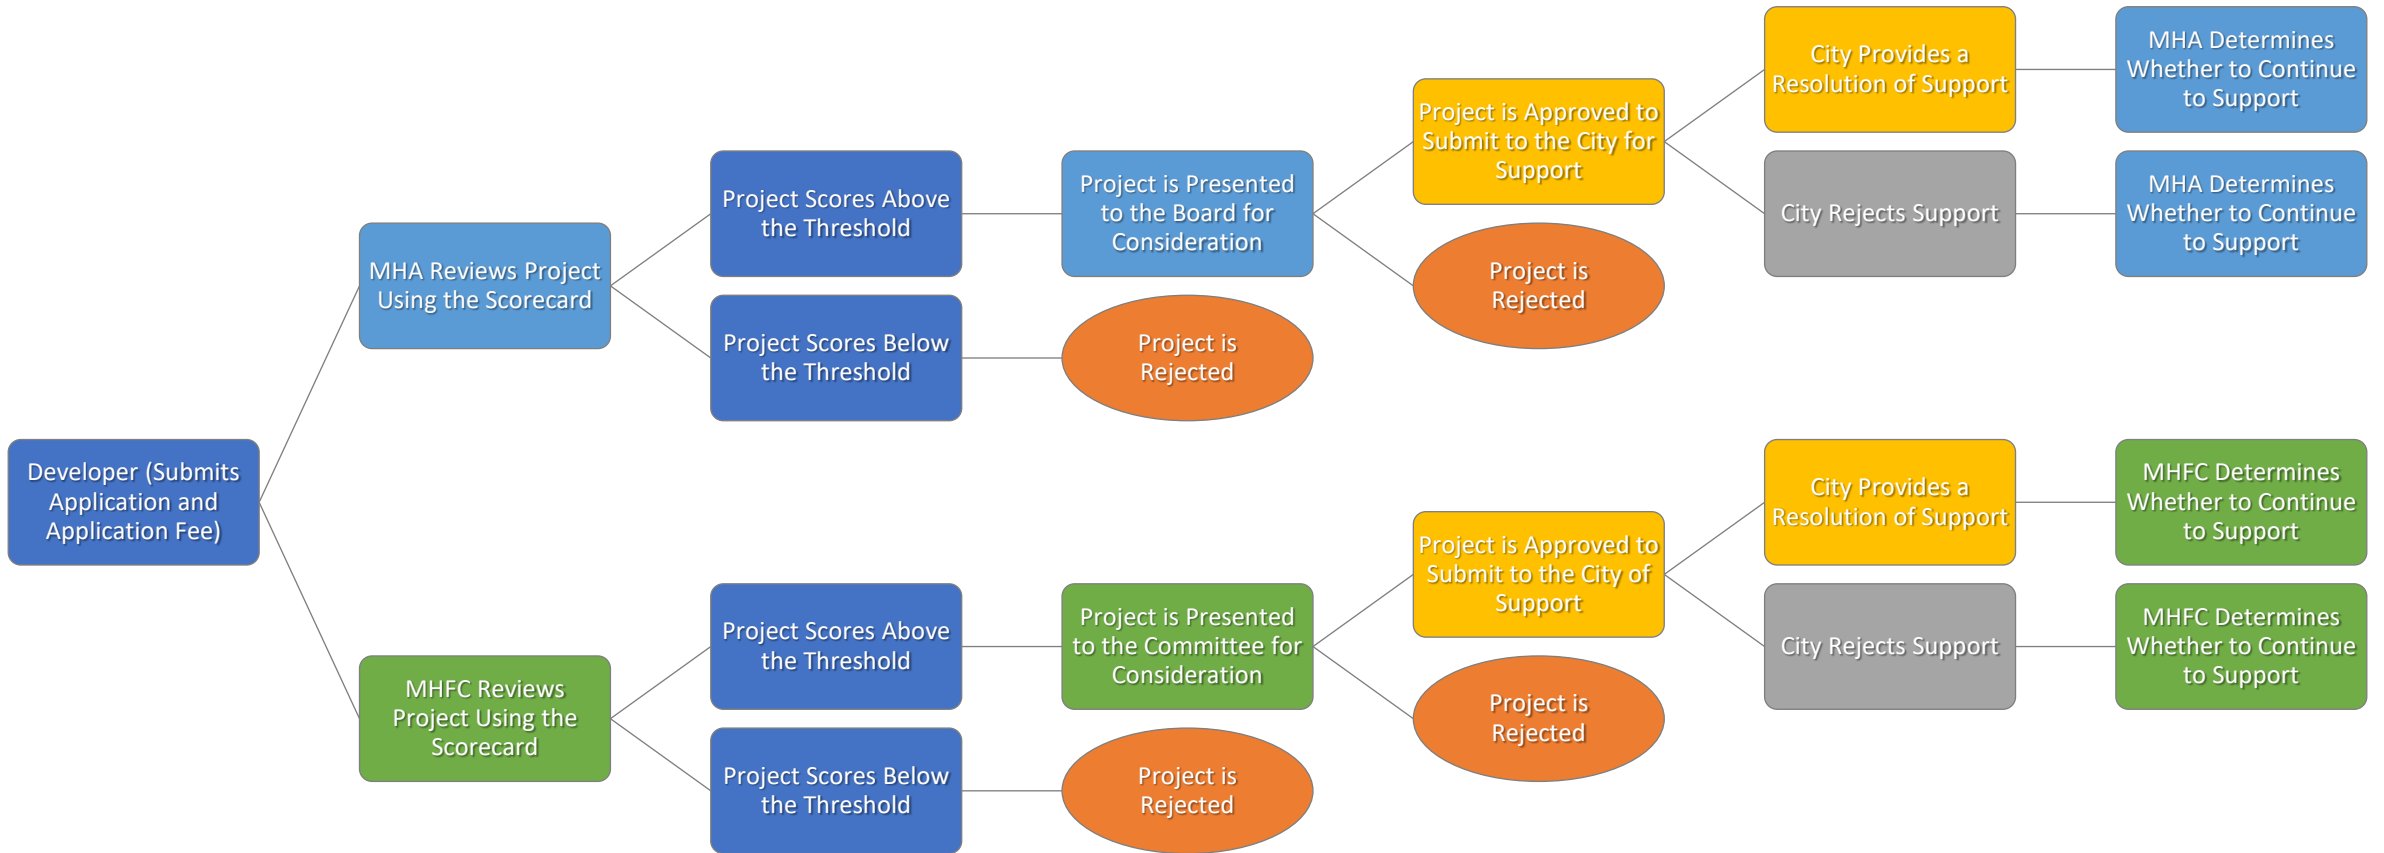 Developer (Submits
Application and
Application Fee)
MHA Reviews Project
Using the Scorecard
Project Scores Above
the Threshold
Project is Presented
to the Board for
Consideration
Project is Approved to
Submit to the City for
Support
City Provides a
Resolution of Support
MHA Determines
Whether to Continue
to Support
City Rejects Support
MHA Determines
Whether to Continue
to Support
Project is
Rejected
Project Scores Below
the Threshold
Project is
Rejected
MHFC Reviews
Project Using the
Scorecard
Project Scores Above
the Threshold
Project is Presented
to the Committee for
Consideration
Project is Approved to
Submit to the City of
Support
City Provides a
Resolution of Support
MHFC Determines
Whether to Continue
to Support
City Rejects Support
MHFC Determines
Whether to Continue
to Support
Project is
Rejected
Project Scores Below
the Threshold
Project is
Rejected